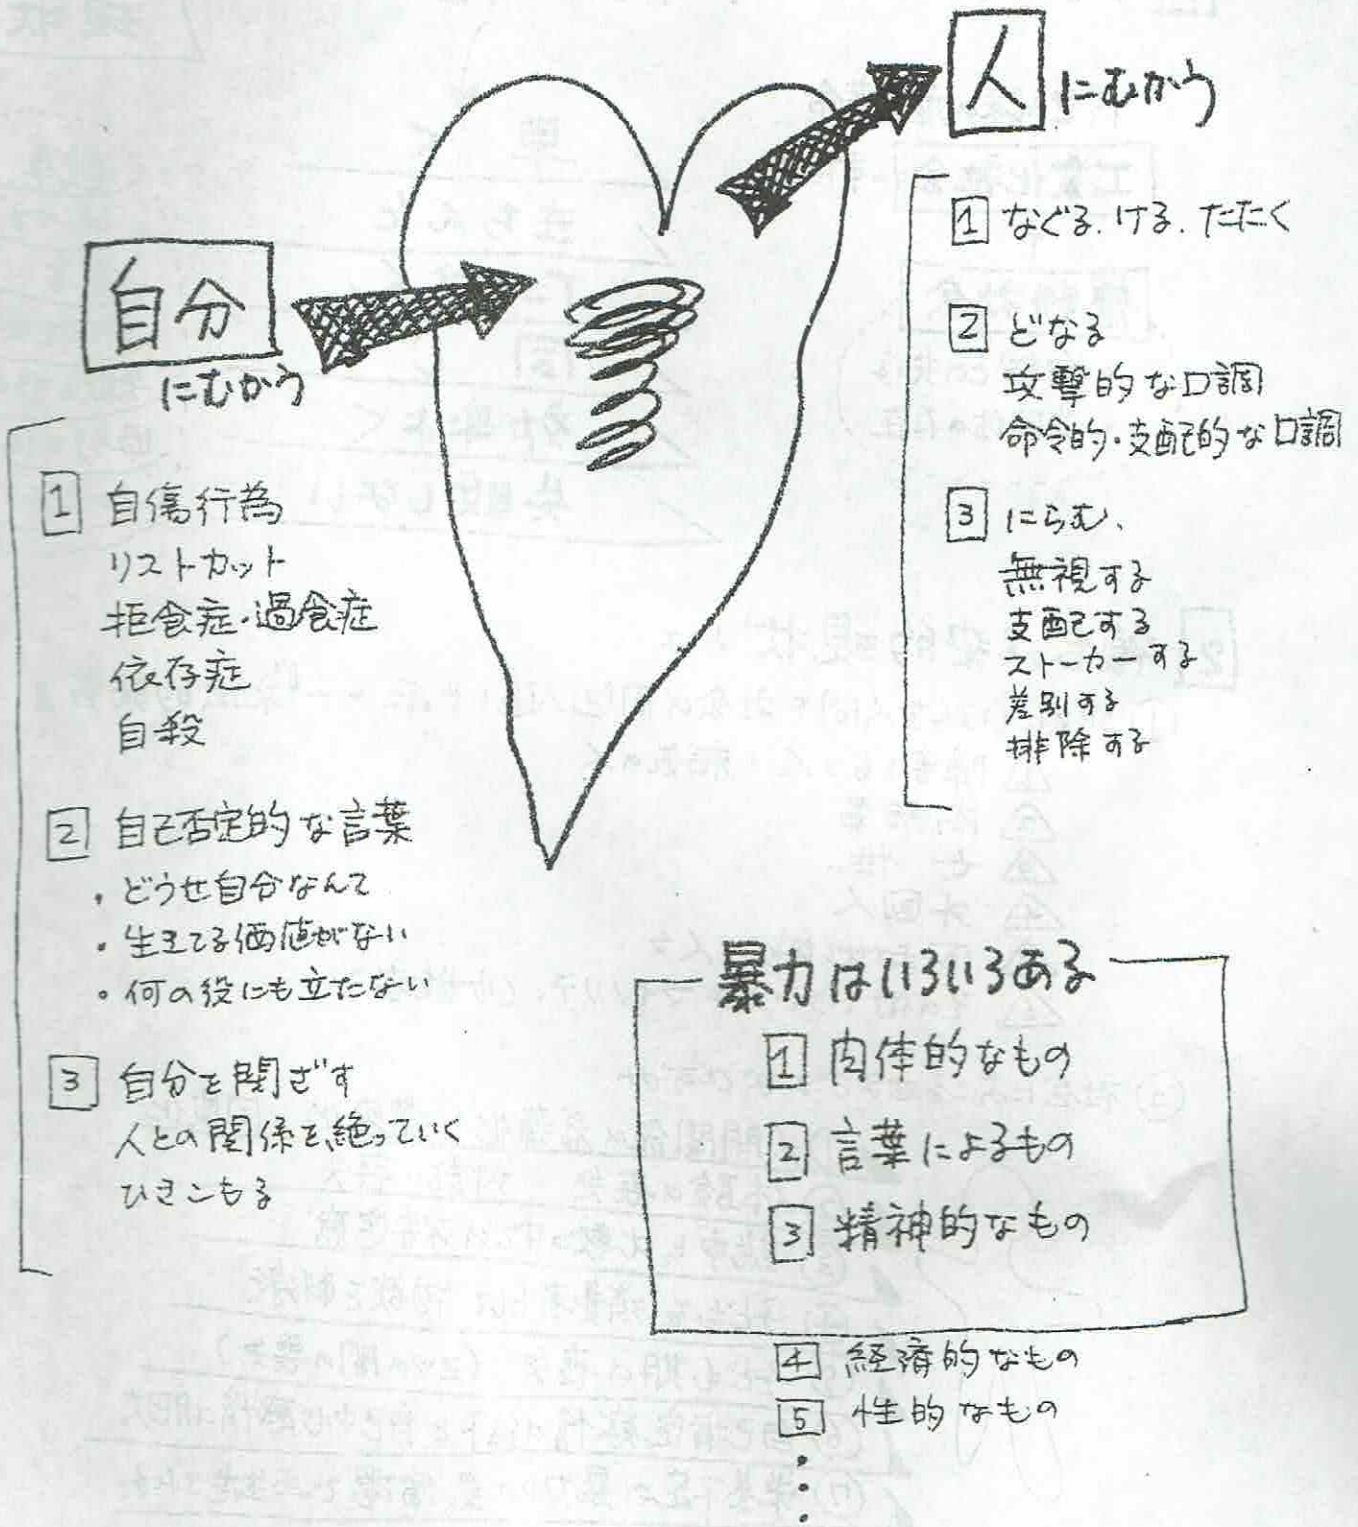 人 にむかう
1 なぐる、ける、たたく
2 どなる
攻撃的な口調
命令的・支配的な口調
3 にらむ、
無視する
支配する
ストーカーする
差別する
排除する
自分
にむかう
1 自傷行為
リストカット
拒食症・過食症
依存症
自殺
2 自己否定的な言葉
・どうせ自分なんて
・生きてる価値がない
・何の役にも立たない
3 自分を閉ざす
人との関係を絶っていく
ひきこもる
暴力はいろいろある
1 肉体的なもの
2 言葉によるもの
3 精神的なもの
4 経済的なもの
5 性的なもの